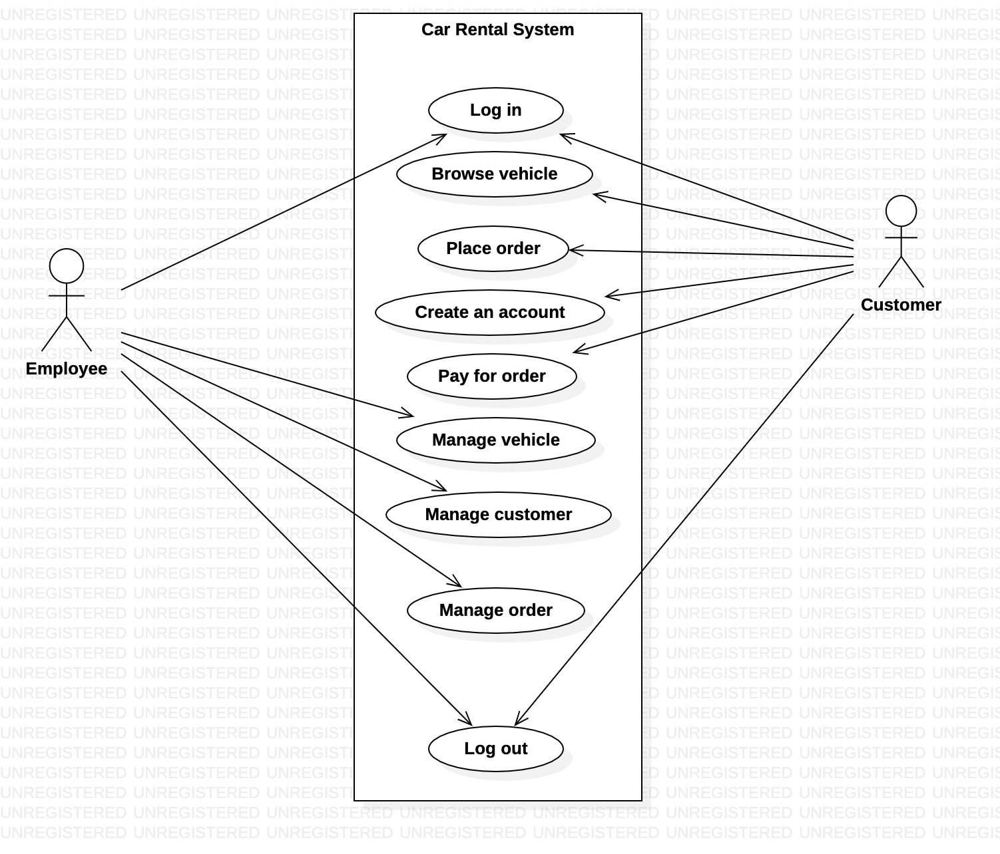 Car Rental System
Log in
Browse vehicle
Place order
Customer
Create an account
Employee
Pay for order
Manage vehicle
Manage customer
Manage order
Log out
UNREGISTERED